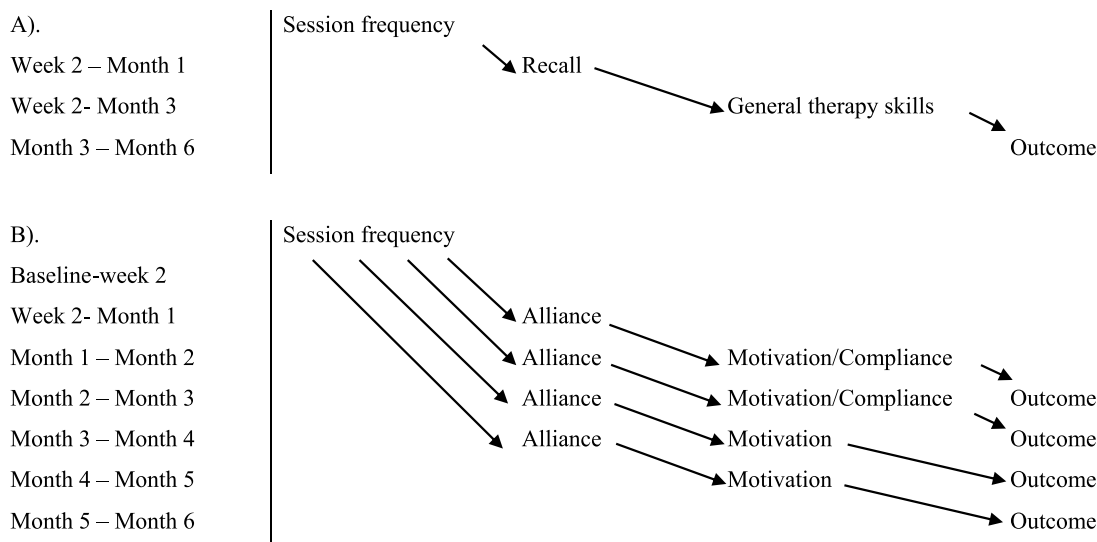 A). Session frequency
Week 2 – Month 1 Recall
Week 2- Month 3 General therapy skills
Month 3 – Month 6 Outcome
B). Session frequency
Baseline-week 2
Week 2- Month 1 Alliance
Month 1 – Month 2 Alliance Motivation/Compliance
Month 2 – Month 3 Alliance Motivation/Compliance Outcome
Month 3 – Month 4 Alliance Motivation Outcome
Month 4 – Month 5 Motivation Outcome
Month 5 – Month 6 Outcome